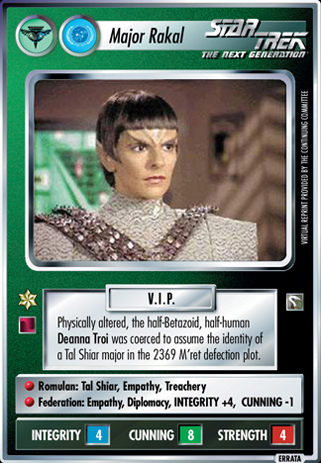 Major Rakal
STAR TREK
THE NEXT GENERATION
VIRTUAL REPRINT PROVIDED BY THE CONTINUING COMMITTEE
V.I.P.
Physically altered, the half-Betazoid, half-human
Deanna Troi was coerced to assume the identity of
a Tal Shiar major in the 2369 M'ret defection plot.
Romulan: Tal Shiar, Empathy, Treachery
Federation: Empathy, Diplomacy, INTEGRITY +4, CUNNING -1
INTEGRITY 4 CUNNING 8 STRENGTH 4
ERRATA